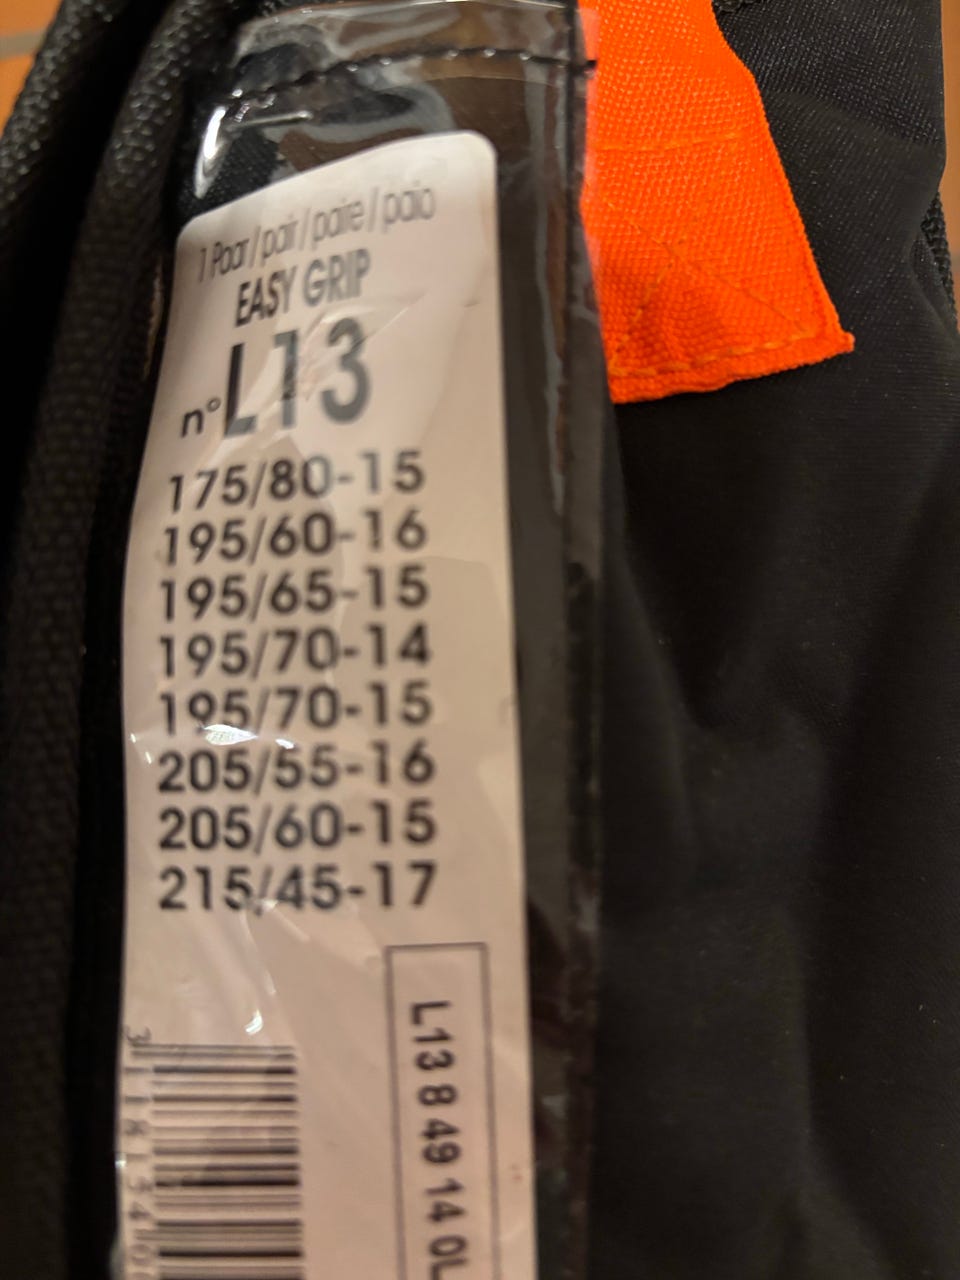 1 Paar/pair/paire/paio
EASY GRIP
n° L13
175/80-15
195/60-16
195/65-15
195/70-14
195/70-15
205/55-16
205/60-15
215/45-17
L13 8 49 14 0L